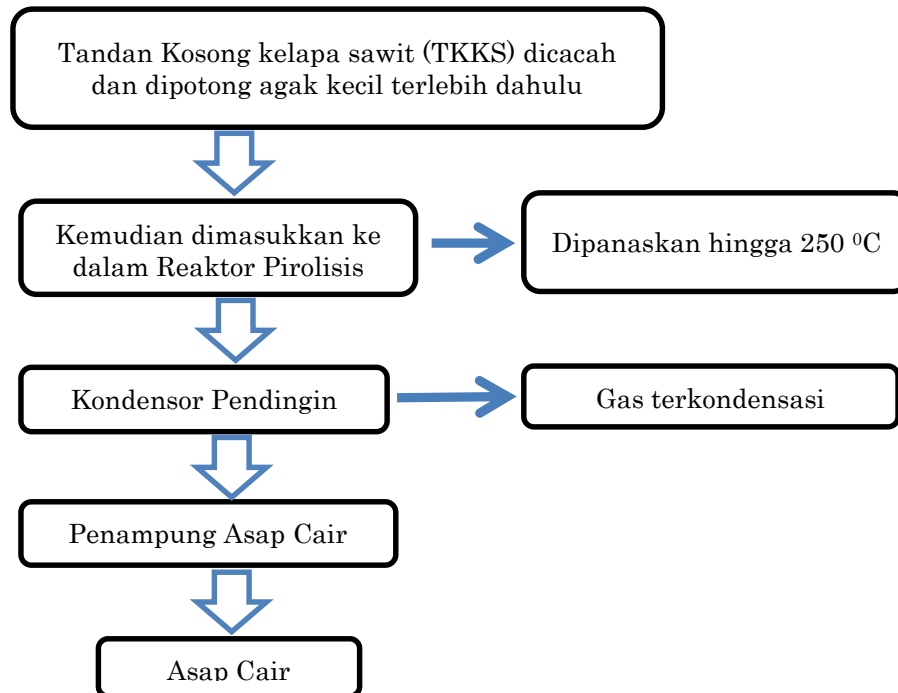 Tandan Kosong kelapa sawit (TKKS) dicacah
dan dipotong agak kecil terlebih dahulu
Kemudian dimasukkan ke
dalam Reaktor Pirolisis
Dipanaskan hingga 250 ⁰C
Kondensor Pendingin
Gas terkondensasi
Penampung Asap Cair
Asap Cair